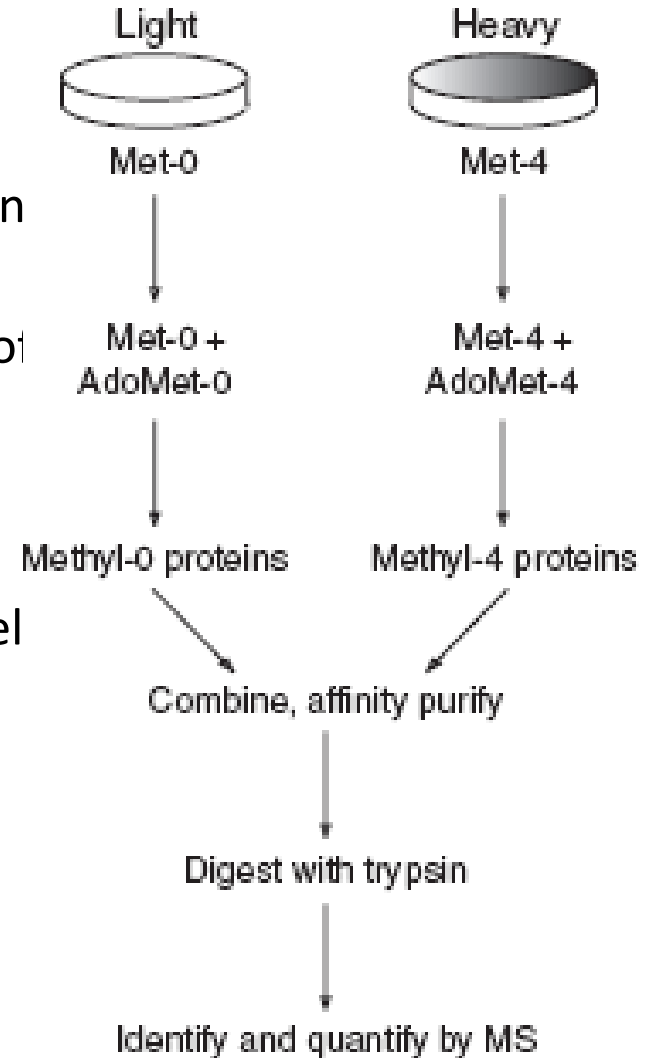 Light
Heavy
Met-0
Met-4
n
Met-0 +
AdoMet-0
Met-4 +
AdoMet-4
Methyl-0 proteins
Methyl-4 proteins
el
Combine, affinity purify
Digest with trypsin
Identify and quantify by MS